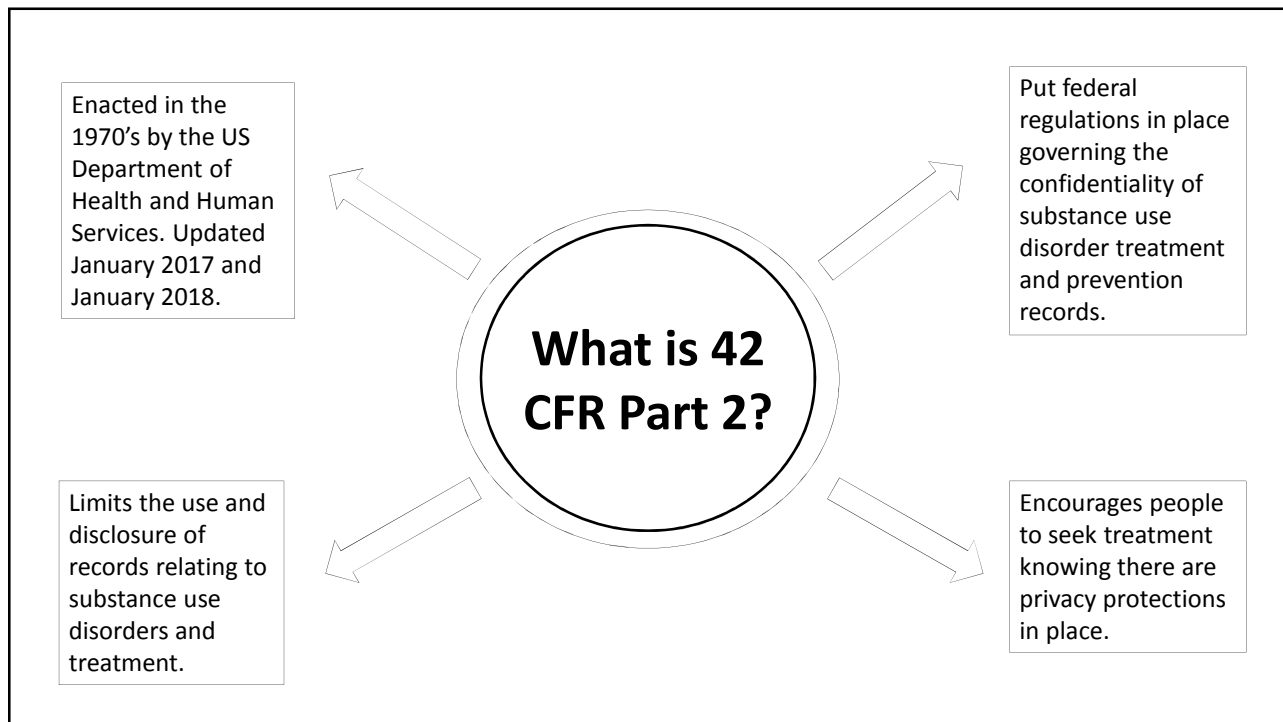 Enacted in the
1970’s by the US
Department of
Health and Human
Services. Updated
January 2017 and
January 2018.
Put federal
regulations in place
governing the
confidentiality of
substance use
disorder treatment
and prevention
records.
What is 42
CFR Part 2?
Limits the use and
disclosure of
records relating to
substance use
disorders and
treatment.
Encourages people
to seek treatment
knowing there are
privacy protections
in place.